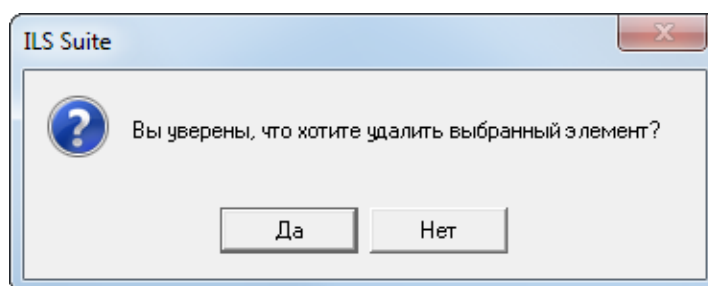 ILS Suite
Вы уверены, что хотите удалить выбранный элемент?
Да
Нет